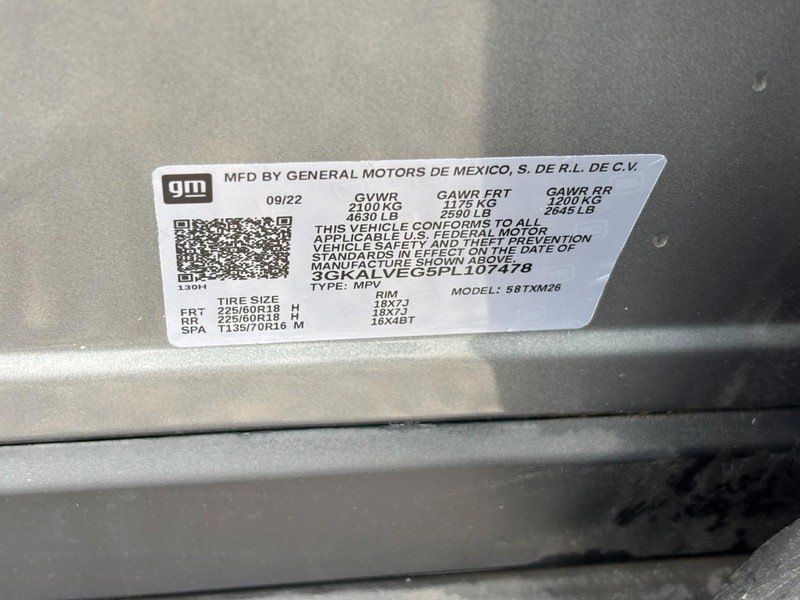 gm
MFD BY GENERAL MOTORS DE MEXICO, S. DE R.L. DE C.V.
09/22 GVWR GAWR FRT GAWR RR
2100 KG 1175 KG 1200 KG
4630 LB 2590 LB 2645 LB
THIS VEHICLE CONFORMS TO ALL
APPLICABLE U.S. FEDERAL MOTOR
VEHICLE SAFETY AND THEFT PREVENTION
STANDARDS IN EFFECT ON THE DATE OF
MANUFACTURE SHOWN ABOVE.
3GKALVEG5PL107478
130H
TYPE: MPV MODEL: 58TXM26
TIRE SIZE RIM
FRT 225/60R18 H 18X7J
RR 225/60R18 H 18X7J
SPA T135/70R16 M 16X4BT